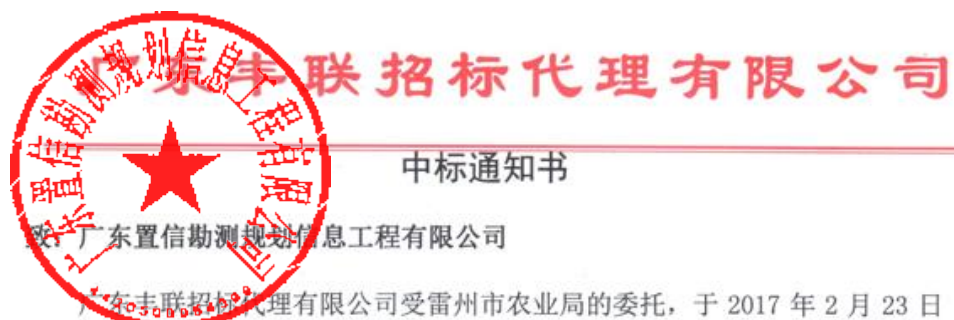 广东丰联招标代理有限公司
中标通知书
致：广东置信勘测规划信息工程有限公司
广东丰联招标代理有限公司受雷州市农业局的委托，于 2017 年 2 月 23 日
广东置信勘测规划信息工程有限公司